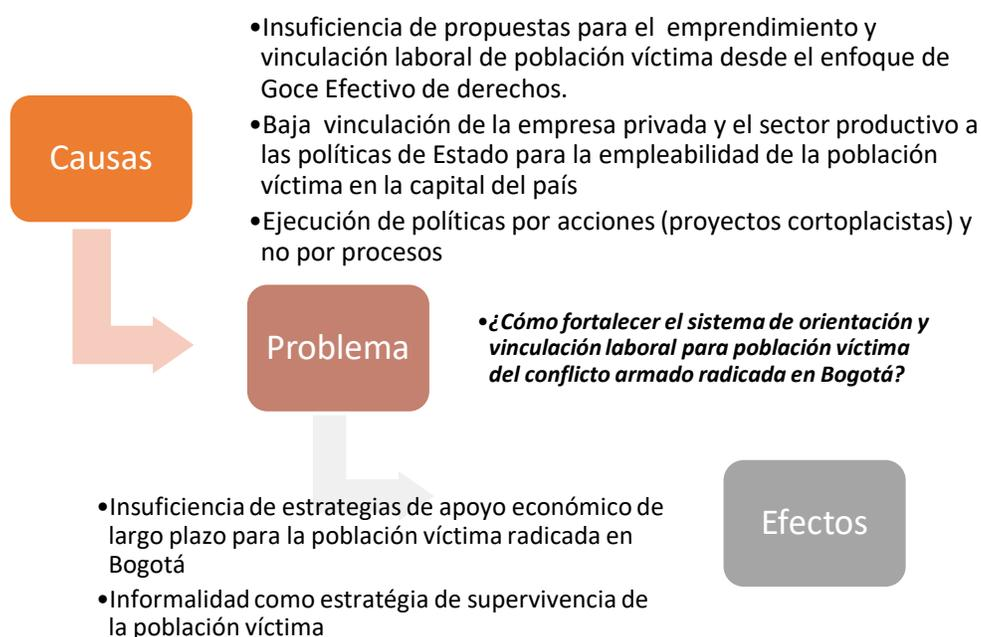 •Insuficiencia de propuestas para el emprendimiento y
vinculación laboral de población víctima desde el enfoque de
Goce Efectivo de derechos.
•Baja vinculación de la empresa privada y el sector productivo a
las políticas de Estado para la empleabilidad de la población
víctima en la capital del país
•Ejecución de políticas por acciones (proyectos cortoplacistas) y
no por procesos
Causas
Problema
•¿Cómo fortalecer el sistema de orientación y
vinculación laboral para población víctima
del conflicto armado radicada en Bogotá?
•Insuficiencia de estrategias de apoyo económico de
largo plazo para la población víctima radicada en
Bogotá
•Informalidad como estratégia de supervivencia de
la población víctima
Efectos